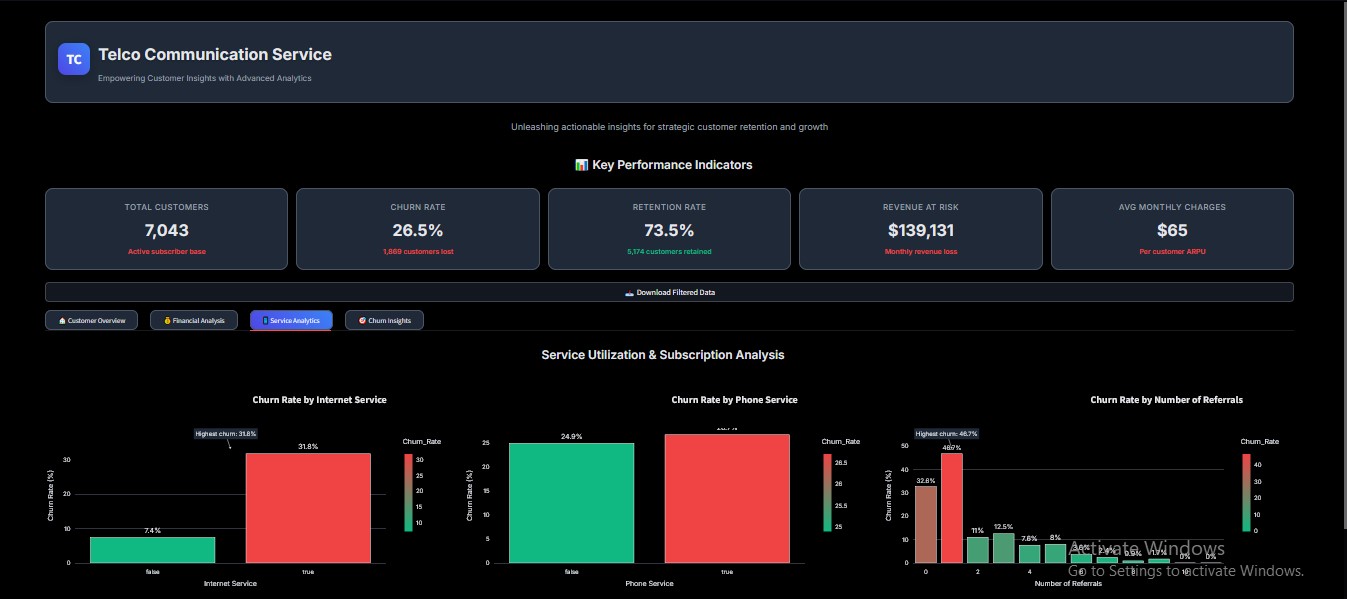 TC
Telco Communication Service
Empowering Customer Insights with Advanced Analytics
Unleashing actionable insights for strategic customer retention and growth
📊 Key Performance Indicators
TOTAL CUSTOMERS
7,043
Active subscriber base
CHURN RATE
26.5%
1,869 customers lost
RETENTION RATE
73.5%
5,174 customers retained
REVENUE AT RISK
$139,131
Monthly revenue loss
AVG MONTHLY CHARGES
$65
Per customer ARPU
Download Filtered Data
Customer Overview
Financial Analysis
Service Analytics
Churn Insights
Service Utilization & Subscription Analysis
Churn Rate by Internet Service
Highest churn: 31.8%
31.8%
7.4%
Churn Rate (%)
30
20
10
0
false
true
Internet Service
Churn_Rate
30
25
20
15
10
Churn Rate by Phone Service
24.9%
Churn Rate (%)
25
20
15
10
5
0
false
true
Phone Service
Churn_Rate
26.5
26
25.5
25
Churn Rate by Number of Referrals
Highest churn: 46.7%
32.6%
46.7%
11%
12.5%
7.6%
8%
0%
0%
Churn Rate (%)
50
40
30
20
10
0
0
2
4
Number of Referrals
Churn_Rate
40
30
20
10
0
Activate Windows
Go to Settings to activate Windows.